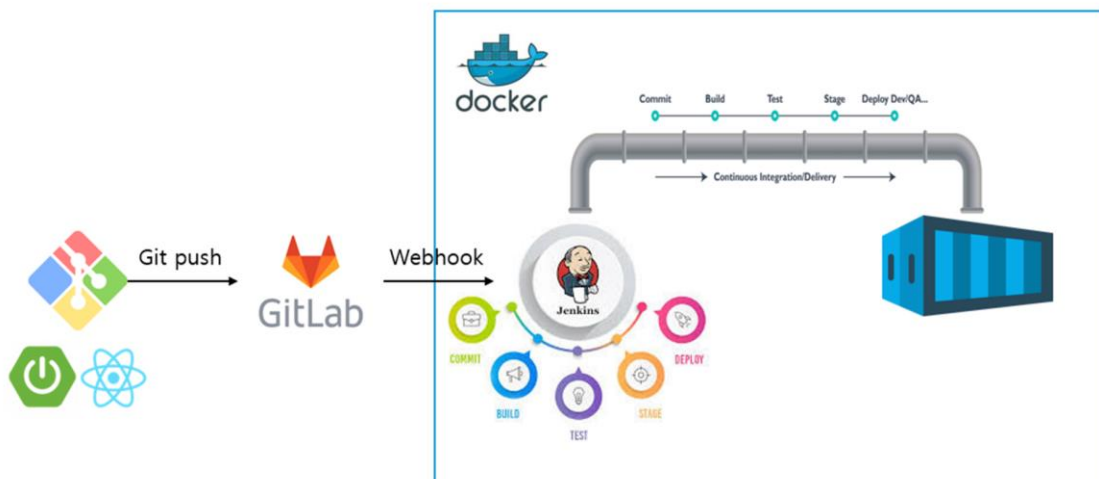 docker
Commit
Build
Test
Stage
Deploy Dev/QA...
Continuous Integration/Delivery
Git push
GitLab
Webhook
Jenkins
COMMIT
BUILD
TEST
STAGE
DEPLOY